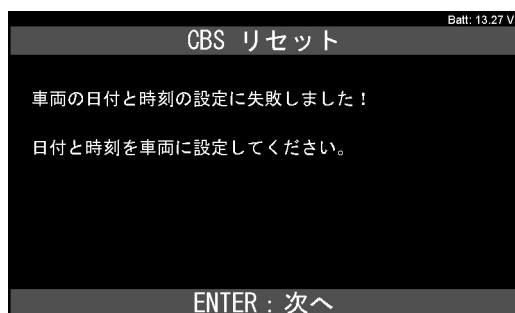 Batt: 13.27 V
CBS リセット
車両の日付と時刻の設定に失敗しました!
日付と時刻を車両に設定してください。
ENTER : 次へ